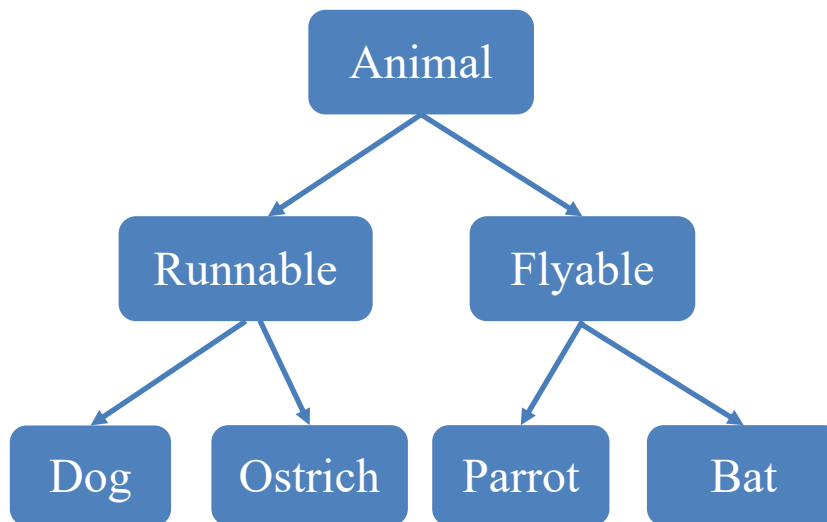 Animal
Runnable
Flyable
Dog
Ostrich
Parrot
Bat